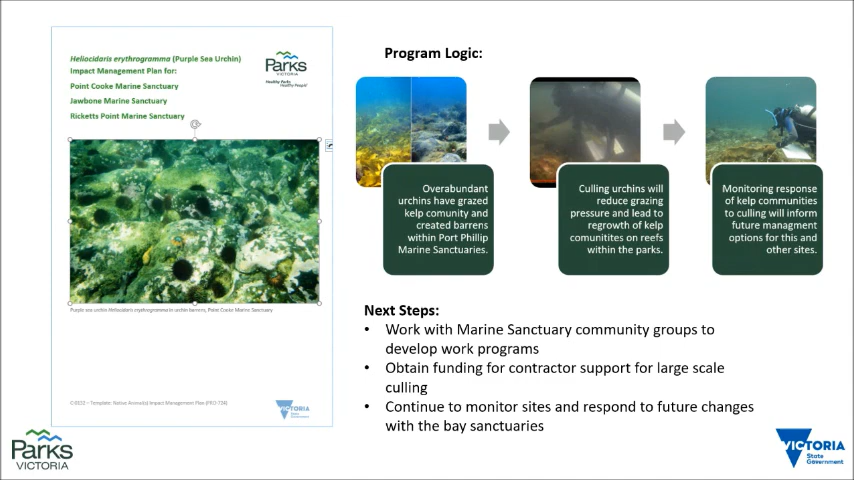 Heliocidaris erythrogramma (Purple Sea Urchin)
Impact Management Plan for:
Point Cooke Marine Sanctuary
Jawbone Marine Sanctuary
Ricketts Point Marine Sanctuary
Parks
VICTORIA
Healthy Parks
Healthy People
Purple sea urchin Heliocidaris erythrogramma in urchin barrens, Point Cooke Marine Sanctuary
Template: Native Animal(s) Impact Management Plan
VICTORIA
State
Government
Program Logic:
Overabundant
urchins have grazed
kelp comunity and
created barrens
within Port Phillip
Marine Sanctuaries.
Culling urchins will
reduce grazing
pressure and lead to
regrowth of kelp
comunitites on reefs
within the parks.
Monitoring response
of kelp communities
to culling will inform
future managment
options for this and
other sites.
Next Steps:
• Work with Marine Sanctuary community groups to
develop work programs
• Obtain funding for contractor support for large scale
culling
• Continue to monitor sites and respond to future changes
with the bay sanctuaries
Parks
VICTORIA
VICTORIA
State
Government